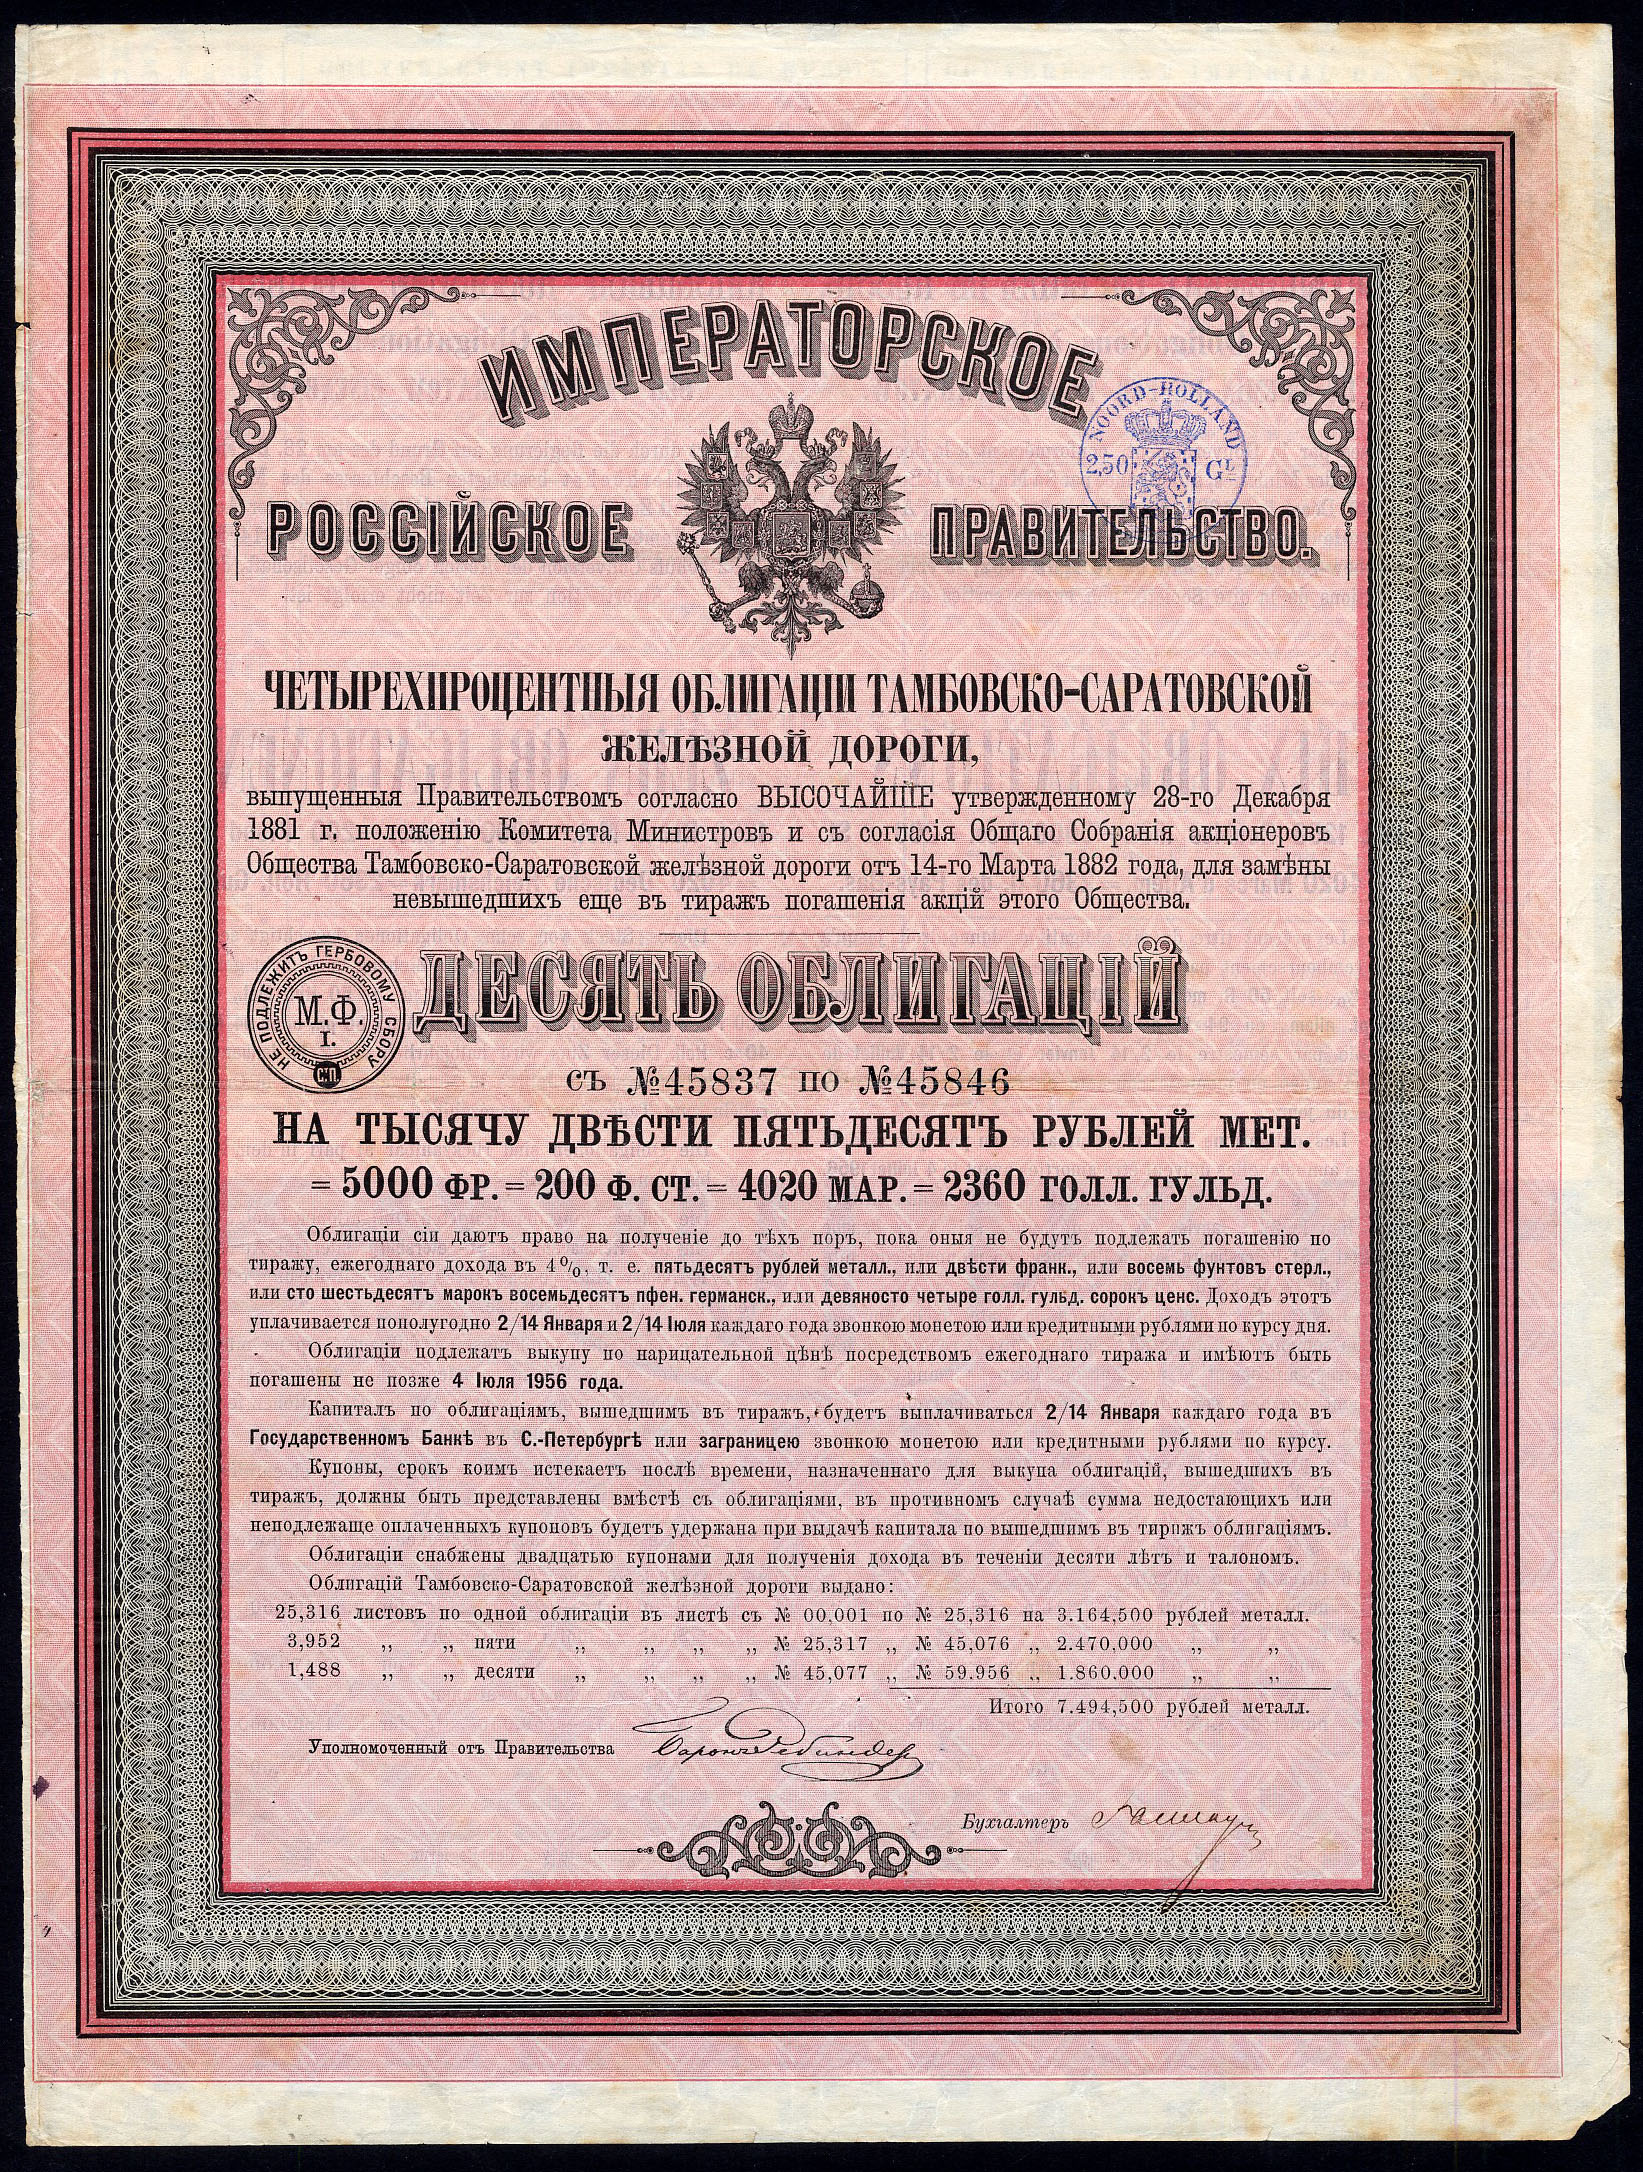 ИМПЕРАТОРСКОЕ
NOORD-HOLLAND
2,50 Gl
РОССІЙСКОЕ ПРАВИТЕЛЬСТВО.
ЧЕТЫРЕХПРОЦЕНТНЫЯ ОБЛИГАЦІИ ТАМБОВСКО-САРАТОВСКОЙ
ЖЕЛѢЗНОЙ ДОРОГИ,
выпущенныя Правительствомъ согласно ВЫСОЧАЙШЕ утвержденному 28-го Декабря
1881 г. положенію Комитета Министровъ и съ согласія Общаго Собранія акціонеровъ
Общества Тамбовско-Саратовской желѣзной дороги отъ 14-го Марта 1882 года, для замѣны
невышедшихъ еще въ тиражъ погашенія акцій этого Общества.
НЕ ПОДЛЕЖИТЪ ГЕРБОВОМУ СБОРУ
М.Ф.
1.
С.П.
ДЕСЯТЬ ОБЛИГАЦІЙ
съ №45837 по №45846
НА ТЫСЯЧУ ДВѢСТИ ПЯТЬДЕСЯТЪ РУБЛЕЙ МЕТ.
= 5000 ФР. = 200 Ф. СТ. = 4020 МАР. = 2360 ГОЛЛ. ГУЛЬД.
Облигаціи сіи даютъ право на полученіе до тѣхъ поръ, пока оныя не будутъ подлежать погашенію по
тиражу, ежегоднаго дохода въ 4%, т. е. пятьдесятъ рублей металл., или двѣсти франк., или восемь фунтовъ стерл.,
или сто шестьдесятъ марокъ восемьдесятъ пфен. германск., или девяносто четыре голл. гульд. сорокъ ценс. Доходъ этотъ
уплачивается пополугодно 2/14 Января и 2/14 Іюля каждаго года звонкою монетою или кредитными рублями по курсу дня.
Облигаціи подлежатъ выкупу по нарицательной цѣнѣ посредствомъ ежегоднаго тиража и имѣютъ быть
погашены не позже 4 Іюля 1956 года.
Капиталъ по облигаціямъ, вышедшимъ въ тиражъ, будетъ выплачиваться 2/14 Января каждаго года въ
Государственномъ Банкѣ въ С.-Петербургѣ или заграницею звонкою монетою или кредитными рублями по курсу.
Купоны, срокъ коимъ истекаетъ послѣ времени, назначеннаго для выкупа облигацій, вышедшихъ въ
тиражъ, должны быть представлены вмѣстѣ съ облигаціями, въ противномъ случаѣ сумма недостающихъ или
неподлежаще оплаченныхъ купоновъ будетъ удержана при выдачѣ капитала по вышедшимъ въ тиражъ облигаціямъ.
Облигаціи снабжены двадцатью купонами для полученія дохода въ теченіи десяти лѣтъ и талономъ.
Облигацій Тамбовско-Саратовской желѣзной дороги выдано:
25,316 листовъ по одной облигаціи въ листѣ съ № 00,001 по № 25,316 на 3.164,500 рублей металл.
3,952 „ „ пяти „ „ „ „ № 25,317 „ № 45,076 „ 2.470,000 „ „
1,488 „ „ десяти „ „ „ „ № 45,077 „ № 59.956 „ 1.860,000 „ „
Итого 7.494,500 рублей металл.
Уполномоченный отъ Правительства Баронъ Ребиндеръ
Бухгалтеръ